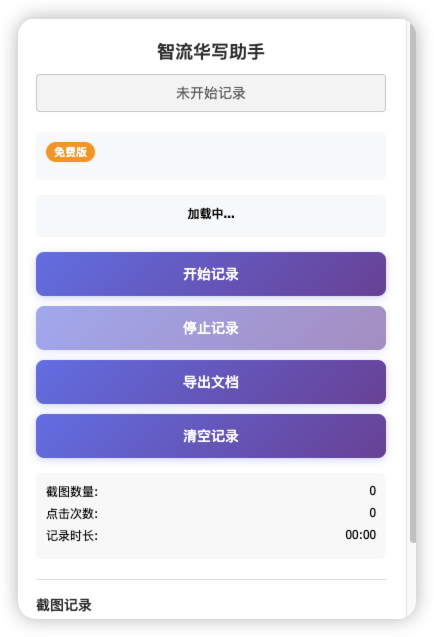 智流华写助手
未开始记录
免费版
加载中...
开始记录
停止记录
导出文档
清空记录
截图数量: 0
点击次数: 0
记录时长: 00:00
截图记录